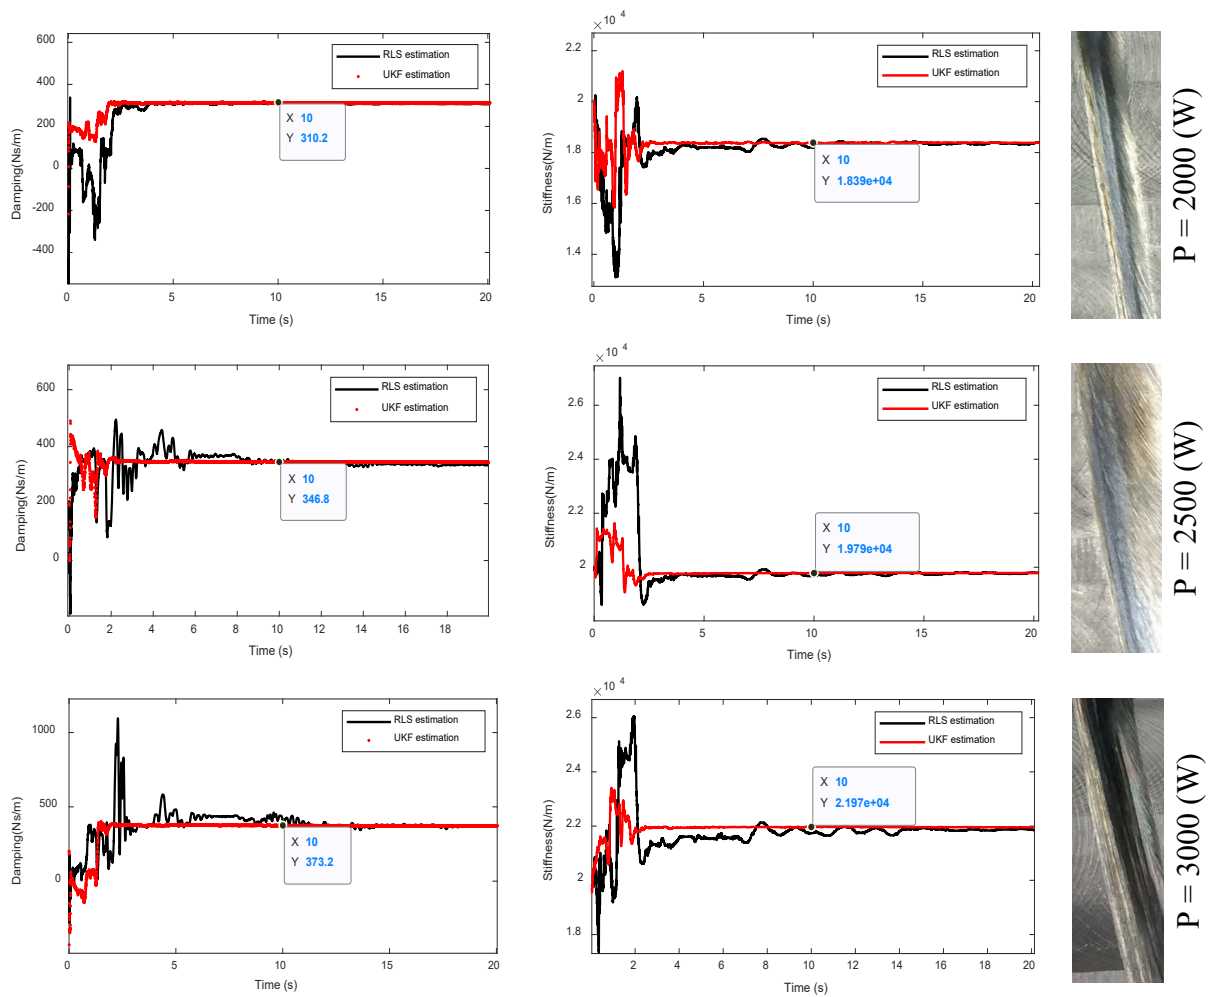 600
400
200
0
-200
-400
Damping(Ns/m)
RLS estimation
UKF estimation
X 10
Y 310.2
0
5
10
15
20
Time (s)
×10 4
2.2
2
1.8
1.6
1.4
Stiffness(N/m)
RLS estimation
UKF estimation
X 10
Y 1.839e+04
0
5
10
15
20
Time (s)
P = 2000 (W)
600
400
200
0
Damping(Ns/m)
RLS estimation
UKF estimation
X 10
Y 346.8
0
2
4
6
8
10
12
14
16
18
Time (s)
×10 4
2.6
2.4
2.2
2
Stiffness(N/m)
RLS estimation
UKF estimation
X 10
Y 1.979e+04
0
5
10
15
20
Time (s)
P = 2500 (W)
1000
500
0
Damping(Ns/m)
RLS estimation
UKF estimation
X 10
Y 373.2
0
5
10
15
20
Time (s)
×10 4
2.6
2.4
2.2
2
1.8
Stiffness(N/m)
RLS estimation
UKF estimation
X 10
Y 2.197e+04
2
4
6
8
10
12
14
16
18
20
Time (s)
P = 3000 (W)